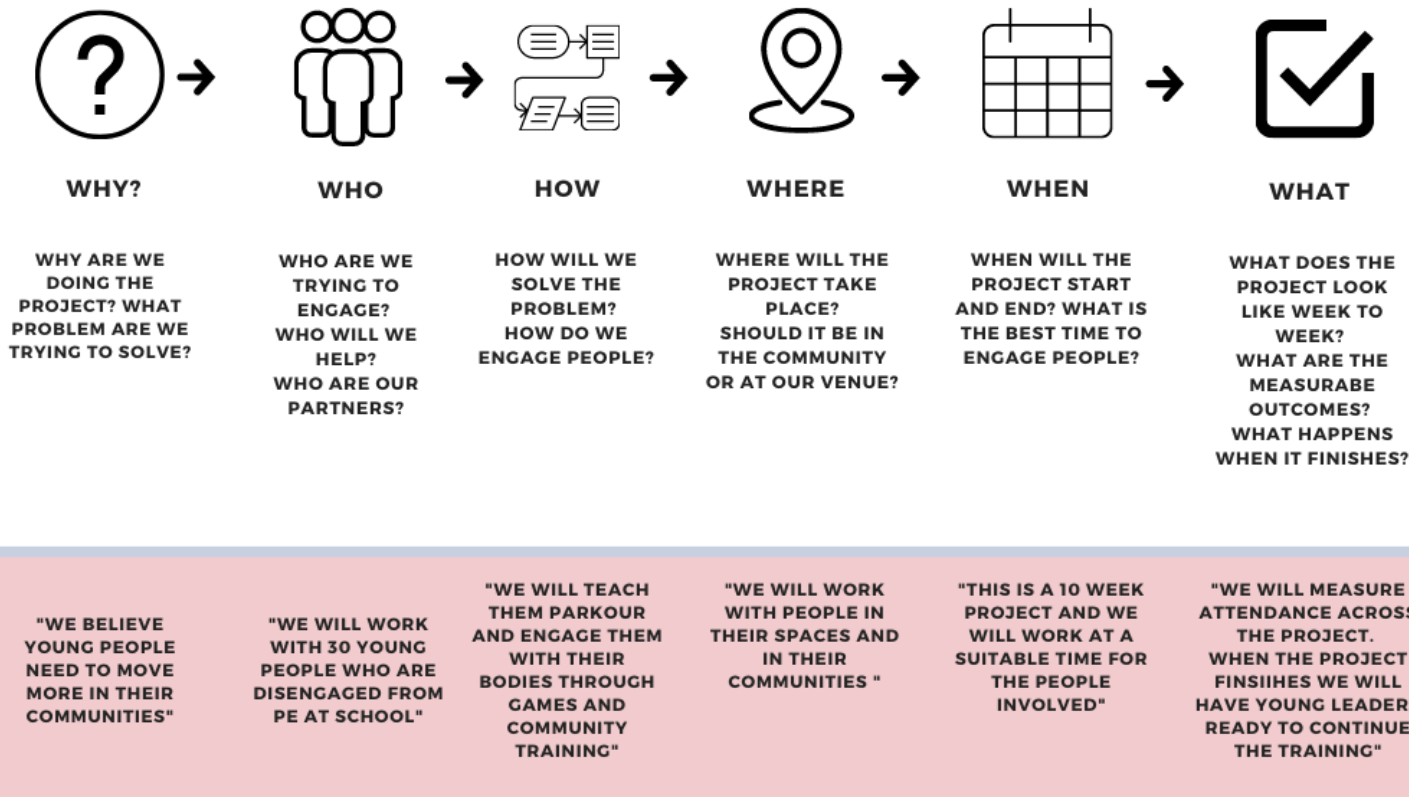 ?
WHY?
WHO
HOW
WHERE
WHEN
WHAT
WHY ARE WE
DOING THE
PROJECT? WHAT
PROBLEM ARE WE
TRYING TO SOLVE?
WHO ARE WE
TRYING TO
ENGAGE?
WHO WILL WE
HELP?
WHO ARE OUR
PARTNERS?
HOW WILL WE
SOLVE THE
PROBLEM?
HOW DO WE
ENGAGE PEOPLE?
WHERE WILL THE
PROJECT TAKE
PLACE?
SHOULD IT BE IN
THE COMMUNITY
OR AT OUR VENUE?
WHEN WILL THE
PROJECT START
AND END? WHAT IS
THE BEST TIME TO
ENGAGE PEOPLE?
WHAT DOES THE
PROJECT LOOK
LIKE WEEK TO
WEEK?
WHAT ARE THE
MEASURABE
OUTCOMES?
WHAT HAPPENS
WHEN IT FINISHES?
"WE BELIEVE
YOUNG PEOPLE
NEED TO MOVE
MORE IN THEIR
COMMUNITIES"
"WE WILL WORK
WITH 30 YOUNG
PEOPLE WHO ARE
DISENGAGED FROM
PE AT SCHOOL"
"WE WILL TEACH
THEM PARKOUR
AND ENGAGE THEM
WITH THEIR
BODIES THROUGH
GAMES AND
COMMUNITY
TRAINING"
"WE WILL WORK
WITH PEOPLE IN
THEIR SPACES AND
IN THEIR
COMMUNITIES "
"THIS IS A 10 WEEK
PROJECT AND WE
WILL WORK AT A
SUITABLE TIME FOR
THE PEOPLE
INVOLVED"
"WE WILL MEASURE
ATTENDANCE ACROSS
THE PROJECT.
WHEN THE PROJECT
FINSIIHES WE WILL
HAVE YOUNG LEADER
READY TO CONTINUE
THE TRAINING"